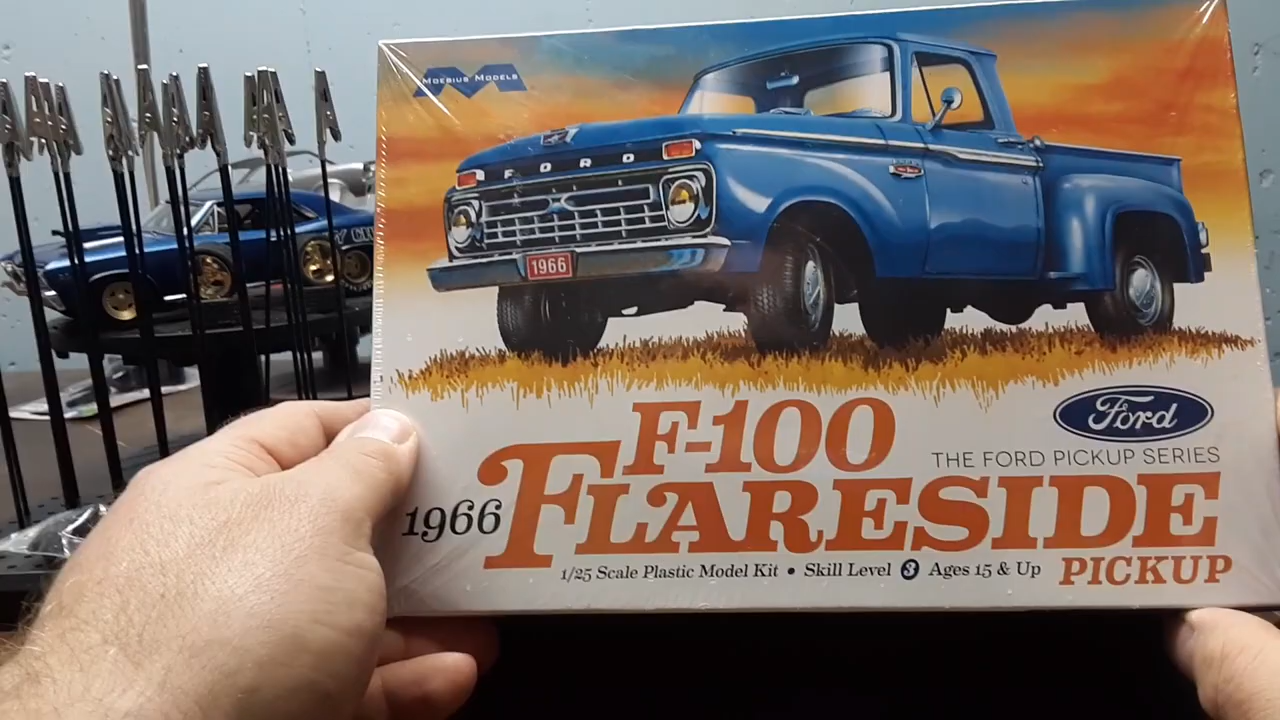 MOEBIUS MODELS
FORD
1966
Ford
F-100
THE FORD PICKUP SERIES
1966 FLARESIDE
1/25 Scale Plastic Model Kit • Skill Level 3 Ages 15 & Up
PICKUP